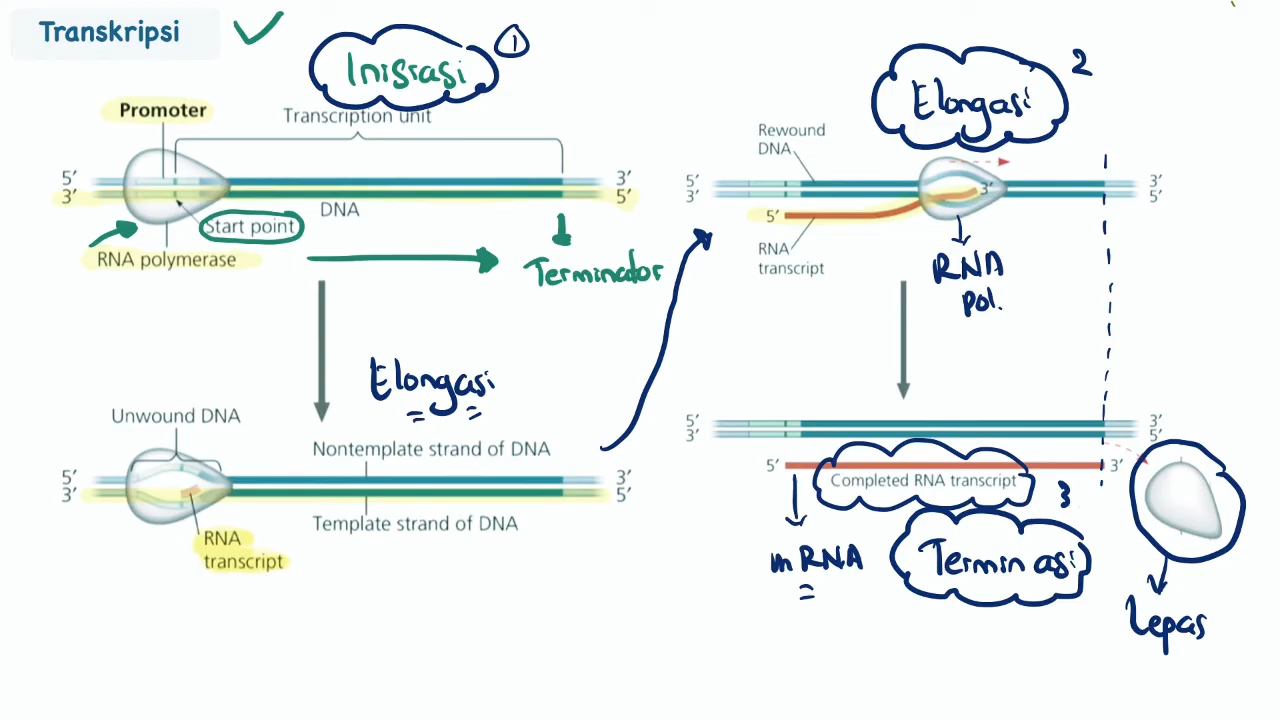 Transkripsi
Inisiasi 1
Promoter
Transcription unit
5′ 3′
3′ 5′
DNA
Start point
RNA polymerase
Terminator
Elongasi
Unwound DNA
Nontemplate strand of DNA
5′ 3′
3′ 5′
Template strand of DNA
RNA
transcript
Elongasi 2
Rewound
DNA
5′ 3′
3′ 3′ 5′
5′
RNA
transcript
RNA
pol.
5′ 3′
3′ 5′
5′ 3′
Completed RNA transcript
3
mRNA
Terminasi
Lepas